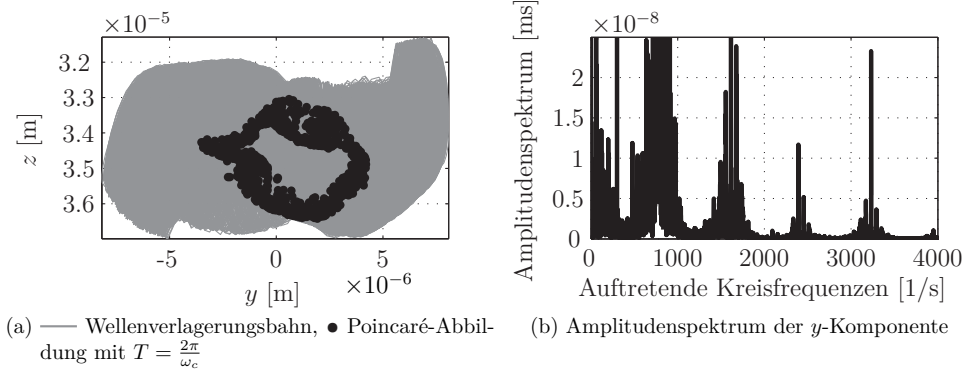 ×10⁻⁵
3.2
3.3
3.4
3.5
3.6
z [m]
-5 0 5
×10⁻⁶
y [m]
(a) —— Wellenverlagerungsbahn, ● Poincaré-Abbil-
dung mit T = 2π/ω_c
×10⁻⁸
2
1.5
1
0.5
0
Amplitudenspektrum [ms]
0 1000 2000 3000 4000
Auftretende Kreisfrequenzen [1/s]
(b) Amplitudenspektrum der y-Komponente